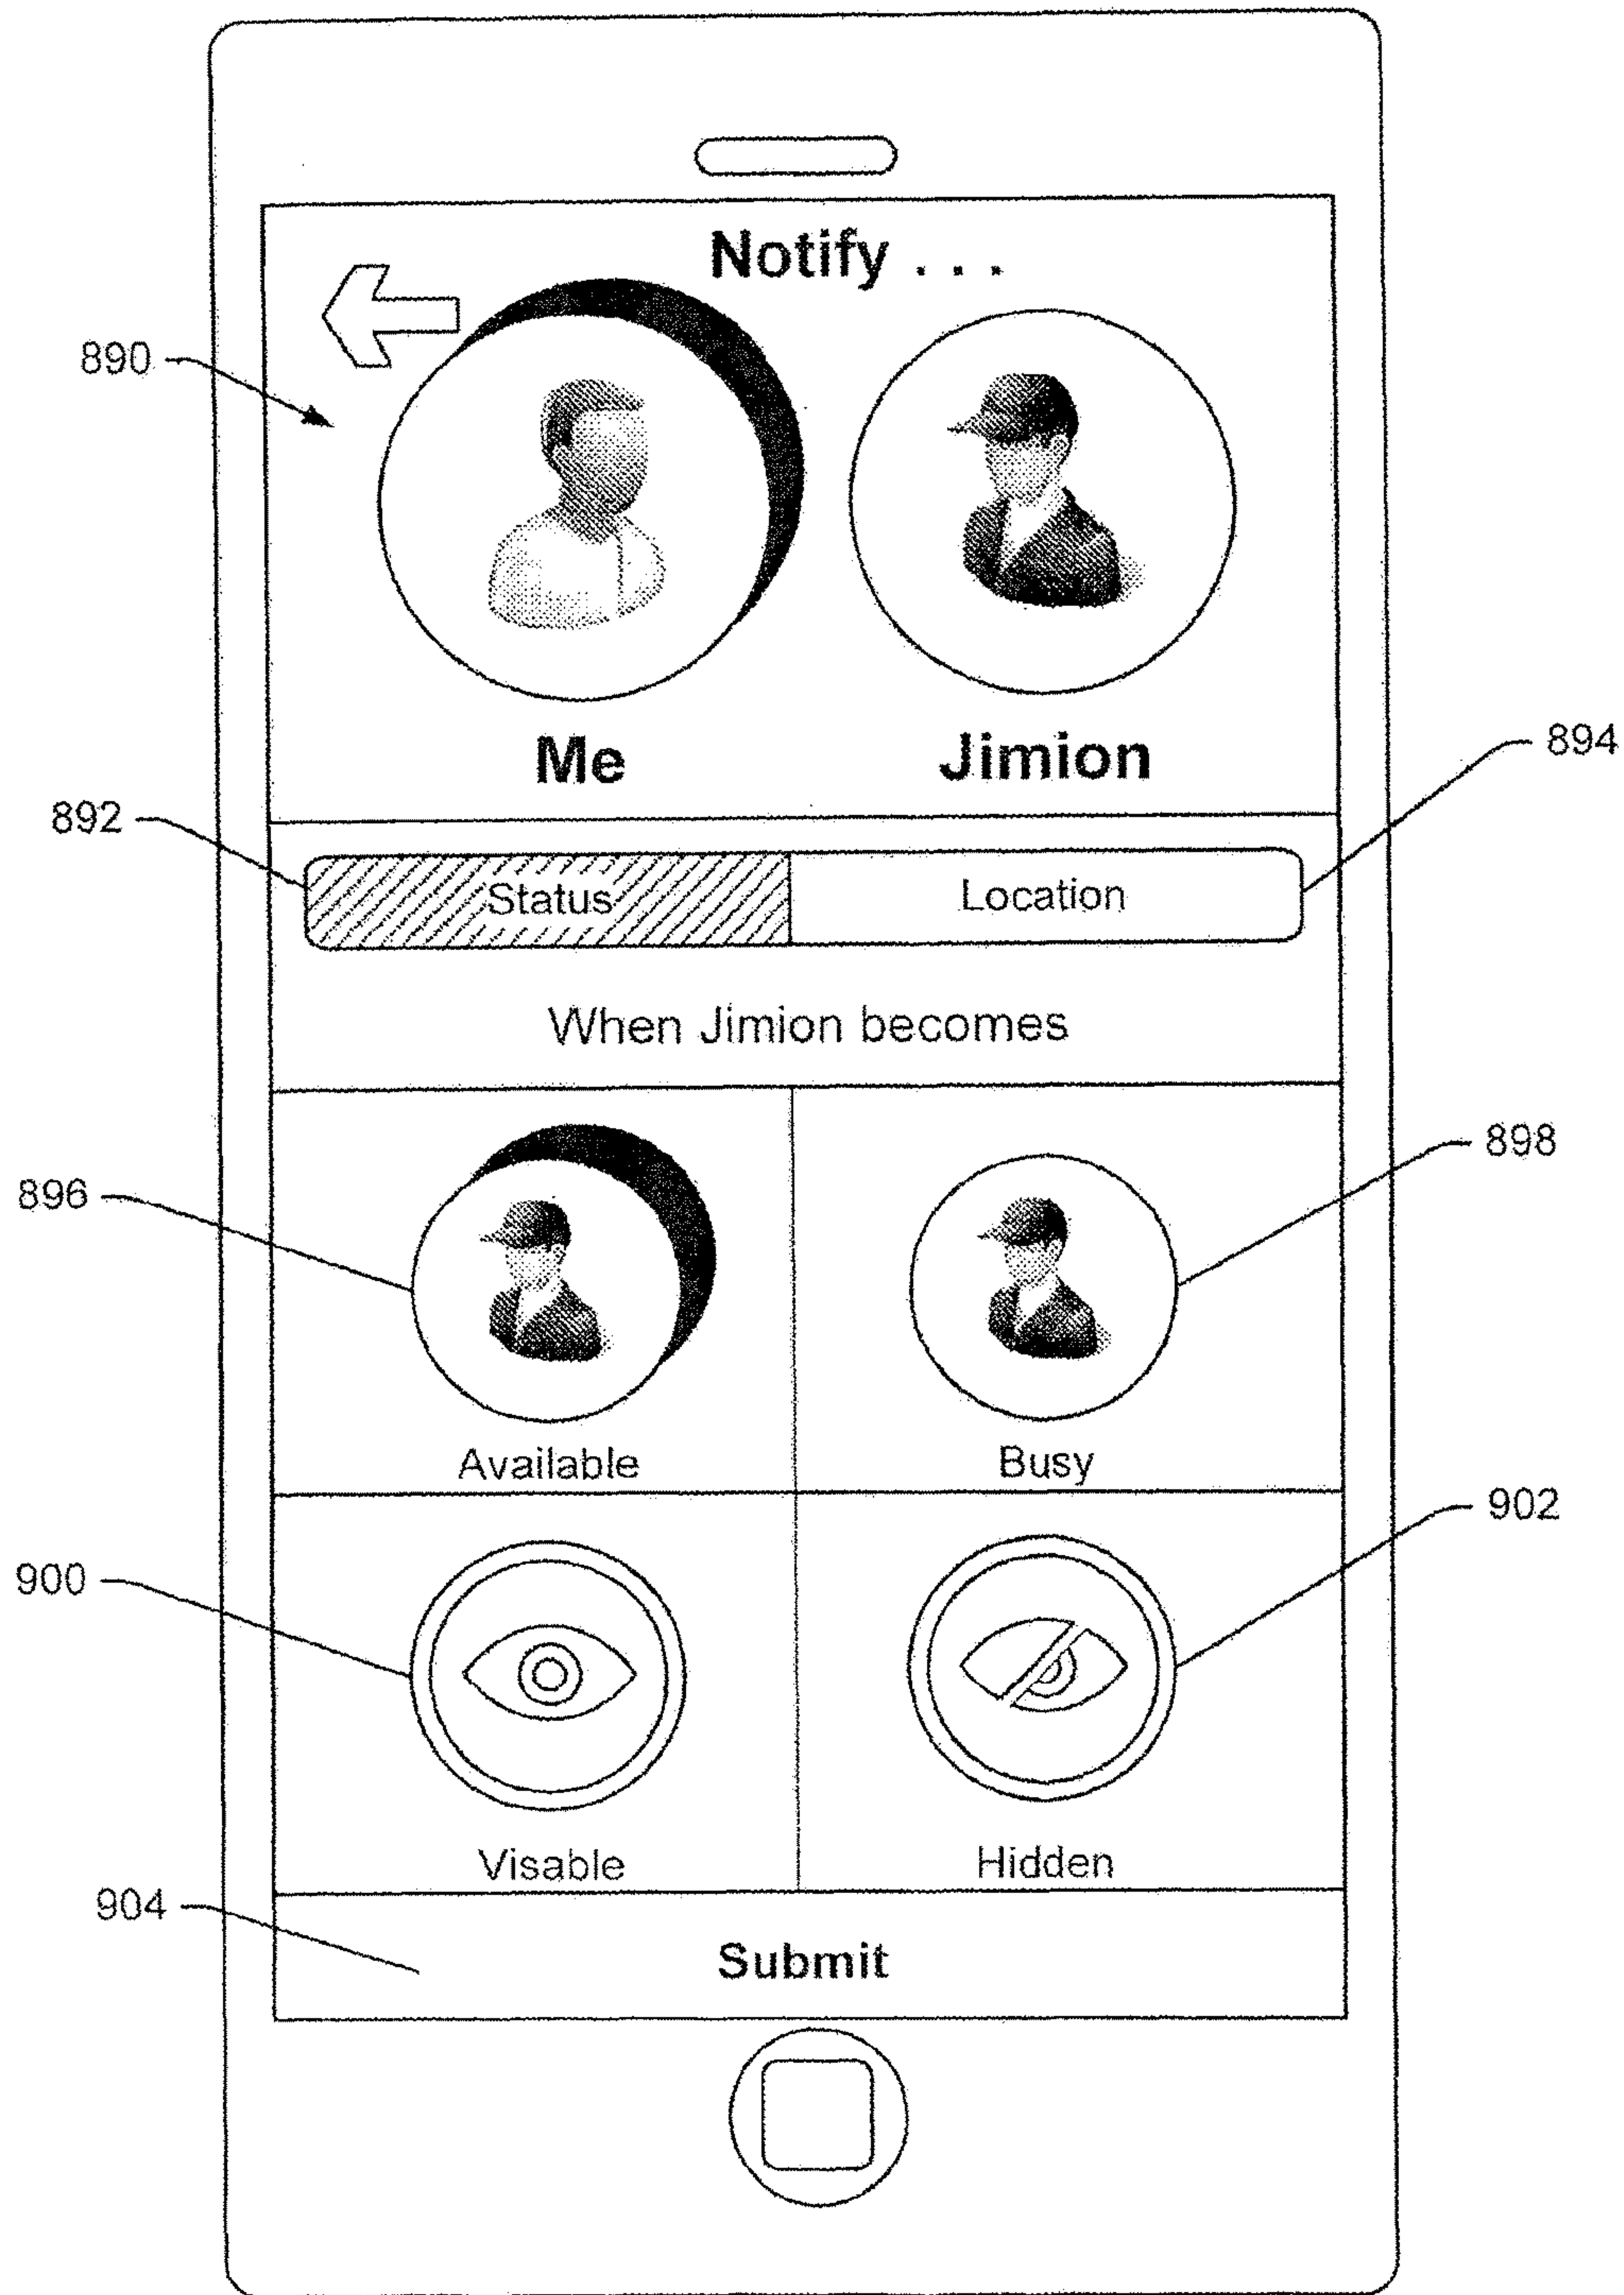 Notify . . .
890
Me Jimion
894
892
Status Location
When Jimion becomes
898
896
Available Busy
902
900
Visable Hidden
904
Submit